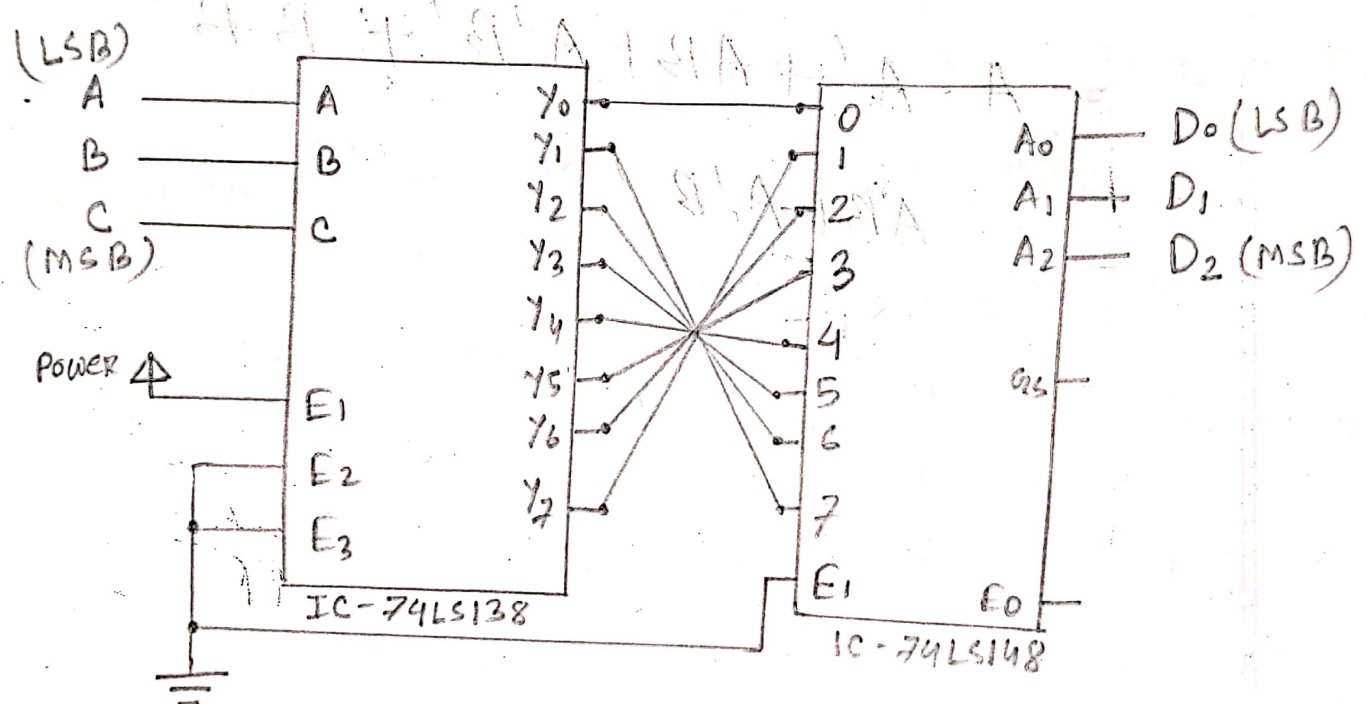 (LSB)
A
B
C
(MSB)
POWER
A
B
C
E1
E2
E3
Y0
Y1
Y2
Y3
Y4
Y5
Y6
Y7
IC-74LS138
0
1
2
3
4
5
6
7
E1
A0
A1
A2
GS
E0
IC-74LS148
D0 (LSB)
D1
D2 (MSB)